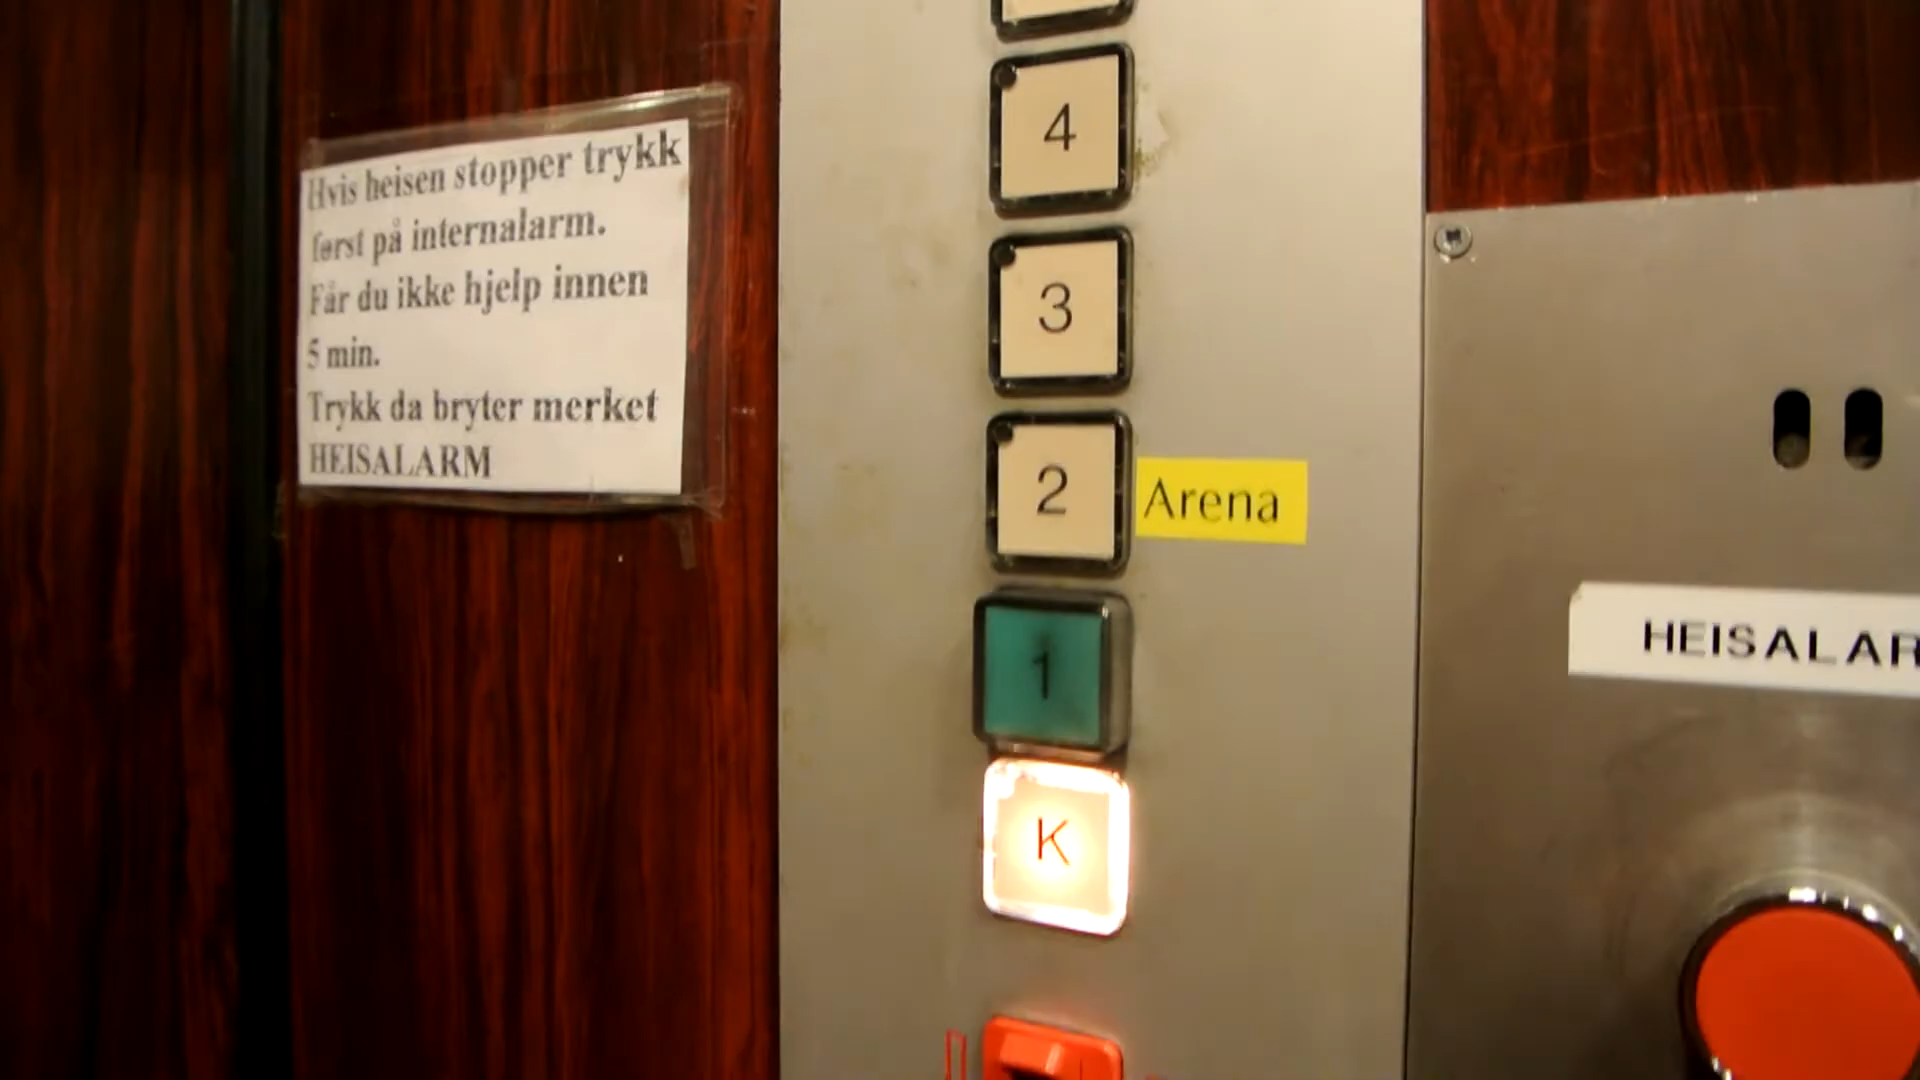 Hvis heisen stopper trykk
først på internalarm.
Får du ikke hjelp innen
5 min.
Trykk da bryter merket
HEISALARM
4
3
2
Arena
1
K
HEISALAR